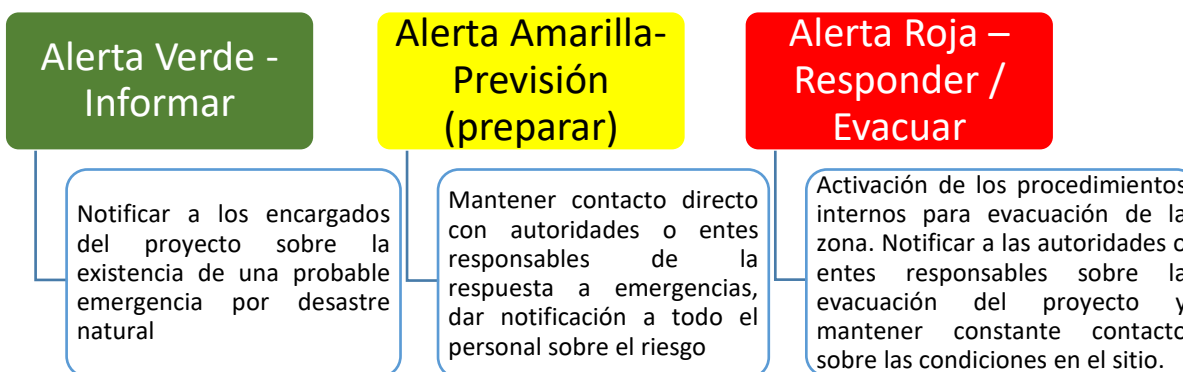 Alerta Verde -
Informar
Notificar a los encargados
del proyecto sobre la
existencia de una probable
emergencia por desastre
natural
Alerta Amarilla-
Previsión
(preparar)
Mantener contacto directo
con autoridades o entes
responsables de la
respuesta a emergencias,
dar notificación a todo el
personal sobre el riesgo
Alerta Roja –
Responder /
Evacuar
Activación de los procedimientos
internos para evacuación de la
zona. Notificar a las autoridades o
entes responsables sobre la
evacuación del proyecto y
mantener constante contacto
sobre las condiciones en el sitio.